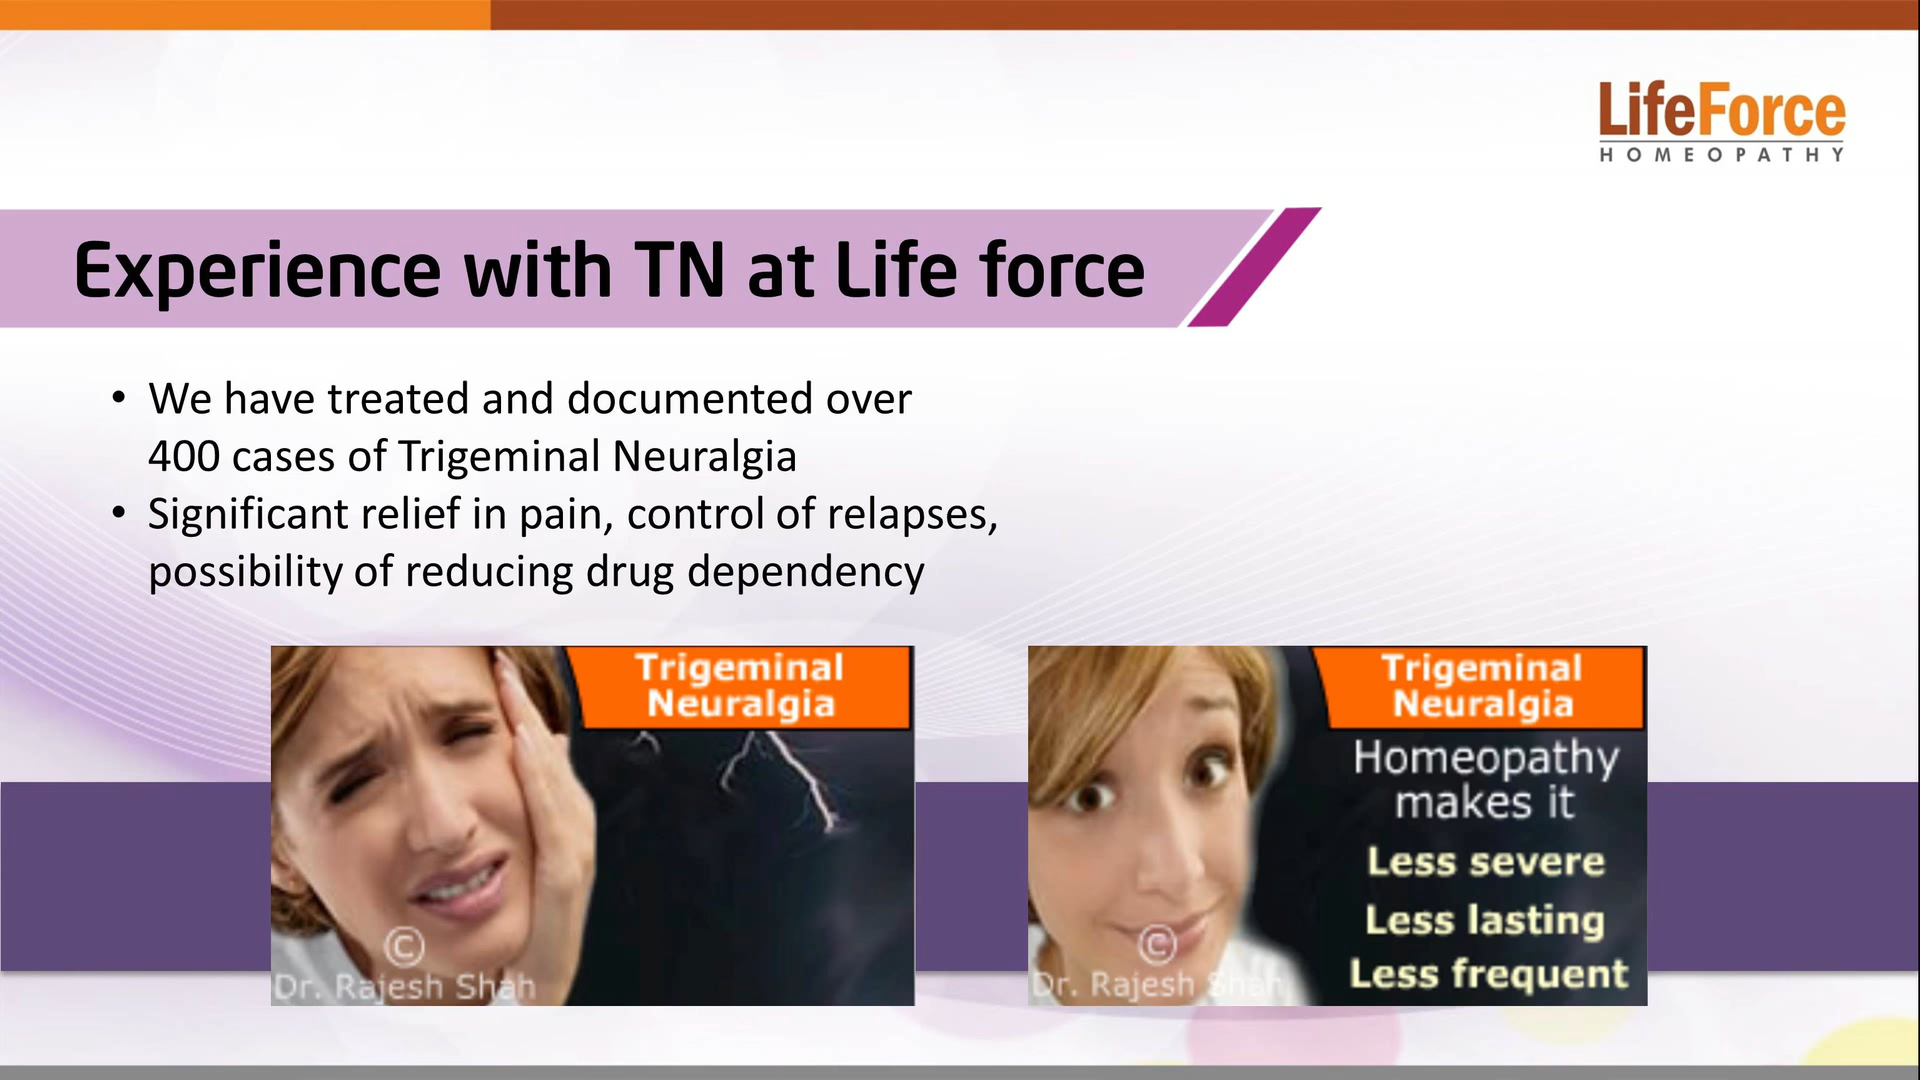 LifeForce
HOMEOPATHY
Experience with TN at Life force
• We have treated and documented over
400 cases of Trigeminal Neuralgia
• Significant relief in pain, control of relapses,
possibility of reducing drug dependency
Trigeminal
Neuralgia
©
Dr. Rajesh Shah
Trigeminal
Neuralgia
Homeopathy
makes it
Less severe
Less lasting
Less frequent
©
Dr. Rajesh Shah